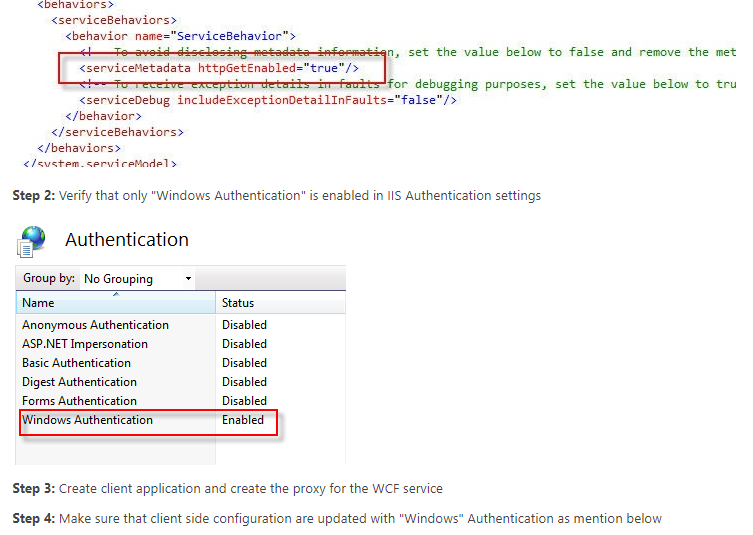 <behaviors>
<serviceBehaviors>
<behavior name="ServiceBehavior">
<!-- To avoid disclosing metadata information, set the value below to false and remove the met
<serviceMetadata httpGetEnabled="true"/>
<!-- To receive exception details in faults for debugging purposes, set the value below to tru
<serviceDebug includeExceptionDetailInFaults="false"/>
</behavior>
</serviceBehaviors>
</behaviors>
</system.serviceModel>
Step 2: Verify that only "Windows Authentication" is enabled in IIS Authentication settings
Authentication
Group by: No Grouping
Name Status
Anonymous Authentication Disabled
ASP.NET Impersonation Disabled
Basic Authentication Disabled
Digest Authentication Disabled
Forms Authentication Disabled
Windows Authentication Enabled
Step 3: Create client application and create the proxy for the WCF service
Step 4: Make sure that client side configuration are updated with "Windows" Authentication as mention below